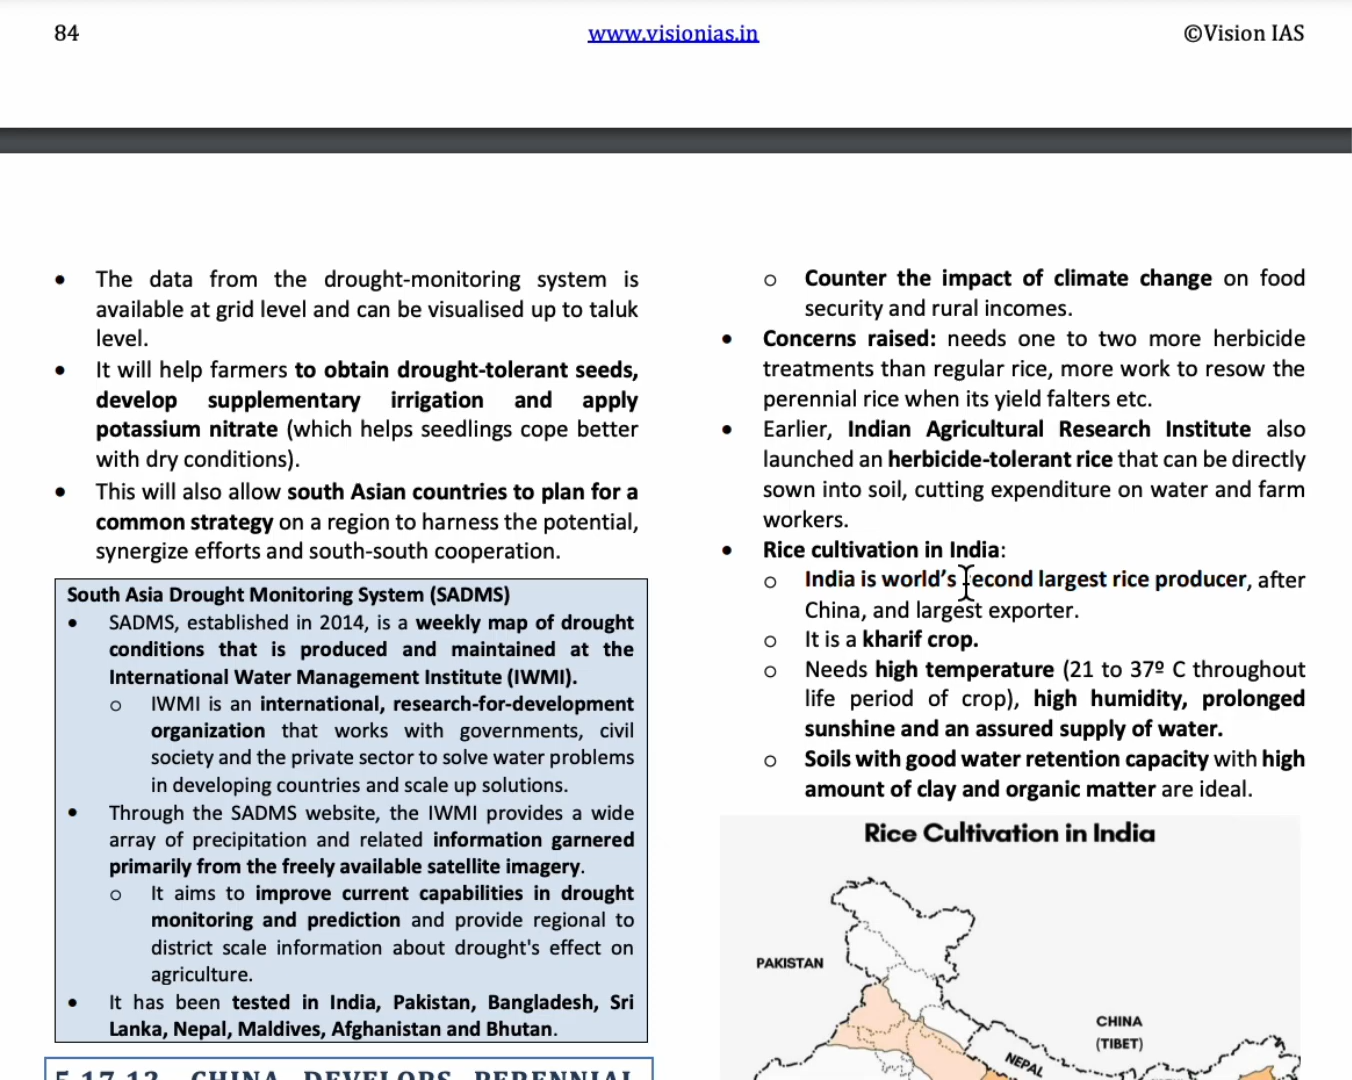 84
www.visionias.in
©Vision IAS
• The data from the drought-monitoring system is
available at grid level and can be visualised up to taluk
level.
• It will help farmers to obtain drought-tolerant seeds,
develop supplementary irrigation and apply
potassium nitrate (which helps seedlings cope better
with dry conditions).
• This will also allow south Asian countries to plan for a
common strategy on a region to harness the potential,
synergize efforts and south-south cooperation.
South Asia Drought Monitoring System (SADMS)
• SADMS, established in 2014, is a weekly map of drought
conditions that is produced and maintained at the
International Water Management Institute (IWMI).
o IWMI is an international, research-for-development
organization that works with governments, civil
society and the private sector to solve water problems
in developing countries and scale up solutions.
• Through the SADMS website, the IWMI provides a wide
array of precipitation and related information garnered
primarily from the freely available satellite imagery.
o It aims to improve current capabilities in drought
monitoring and prediction and provide regional to
district scale information about drought's effect on
agriculture.
• It has been tested in India, Pakistan, Bangladesh, Sri
Lanka, Nepal, Maldives, Afghanistan and Bhutan.
5.17.12. CHINA DEVELOPS PERENNIAL
o Counter the impact of climate change on food
security and rural incomes.
• Concerns raised: needs one to two more herbicide
treatments than regular rice, more work to resow the
perennial rice when its yield falters etc.
• Earlier, Indian Agricultural Research Institute also
launched an herbicide-tolerant rice that can be directly
sown into soil, cutting expenditure on water and farm
workers.
• Rice cultivation in India:
o India is world’s second largest rice producer, after
China, and largest exporter.
o It is a kharif crop.
o Needs high temperature (21 to 37º C throughout
life period of crop), high humidity, prolonged
sunshine and an assured supply of water.
o Soils with good water retention capacity with high
amount of clay and organic matter are ideal.
Rice Cultivation in India
PAKISTAN
CHINA
(TIBET)
NEPAL